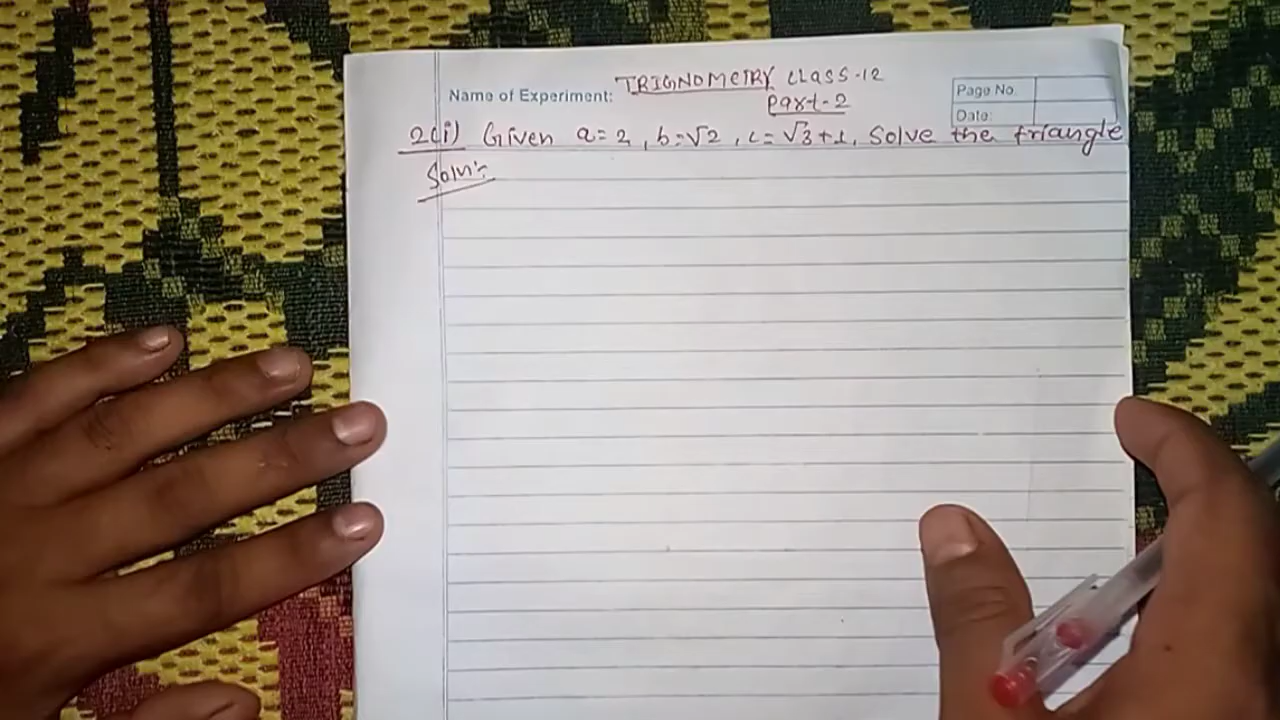 TRIGNOMETRY CLASS-12
Name of Experiment:
Part-2
Page No.
Date:
2(i) Given a=2, b=√2, c=√3+1, Solve the triangle
Soln:-